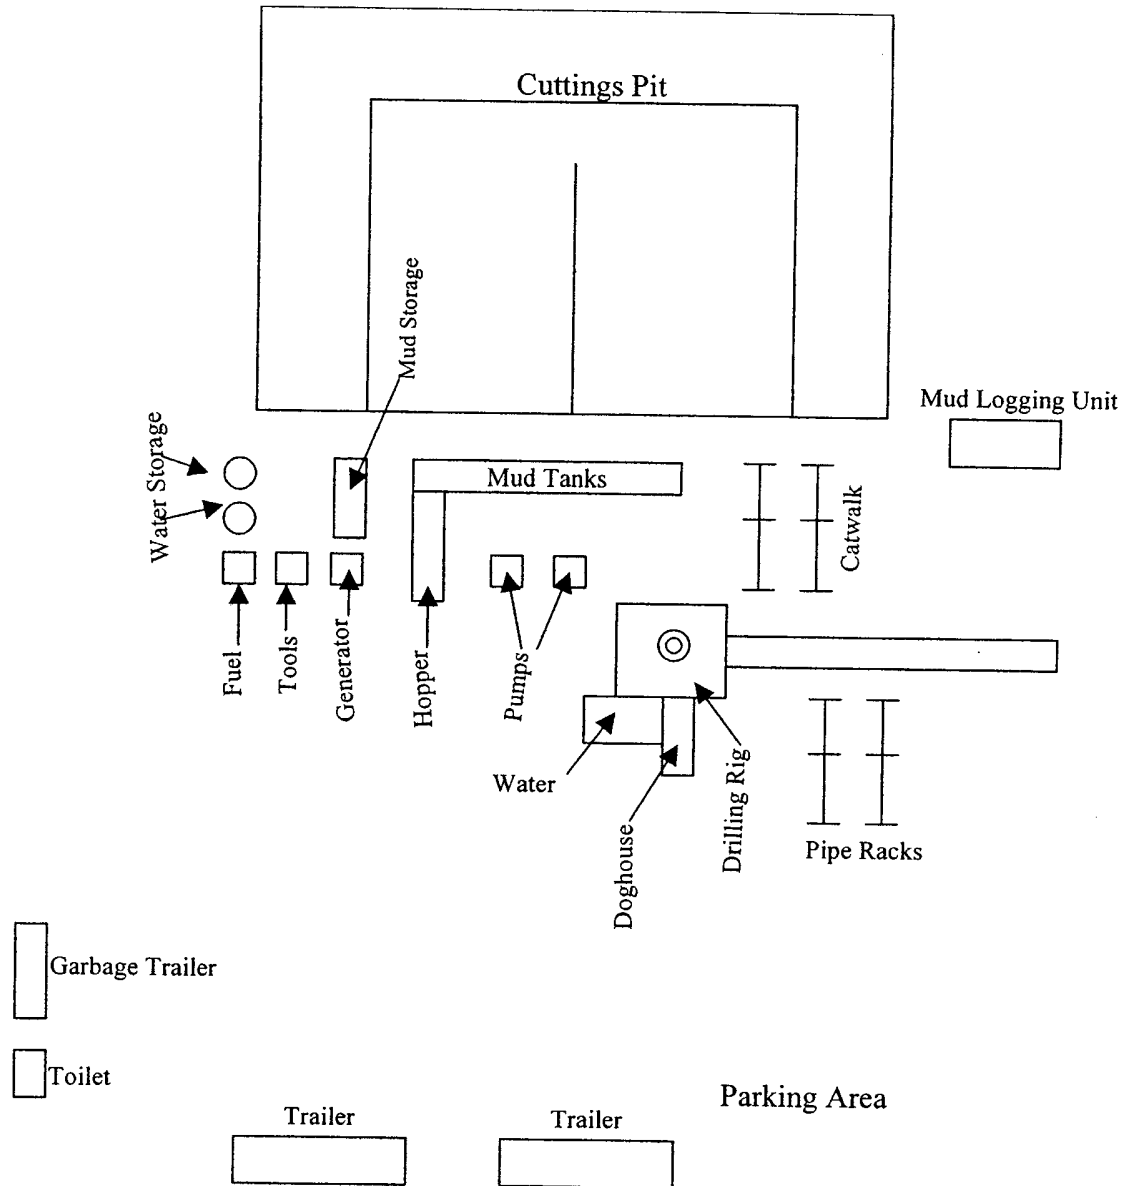 Cuttings Pit
Mud Storage
Mud Logging Unit
Water Storage
Mud Tanks
Catwalk
Fuel
Tools
Generator
Hopper
Pumps
Water
Doghouse
Drilling Rig
Pipe Racks
Garbage Trailer
Toilet
Parking Area
Trailer
Trailer